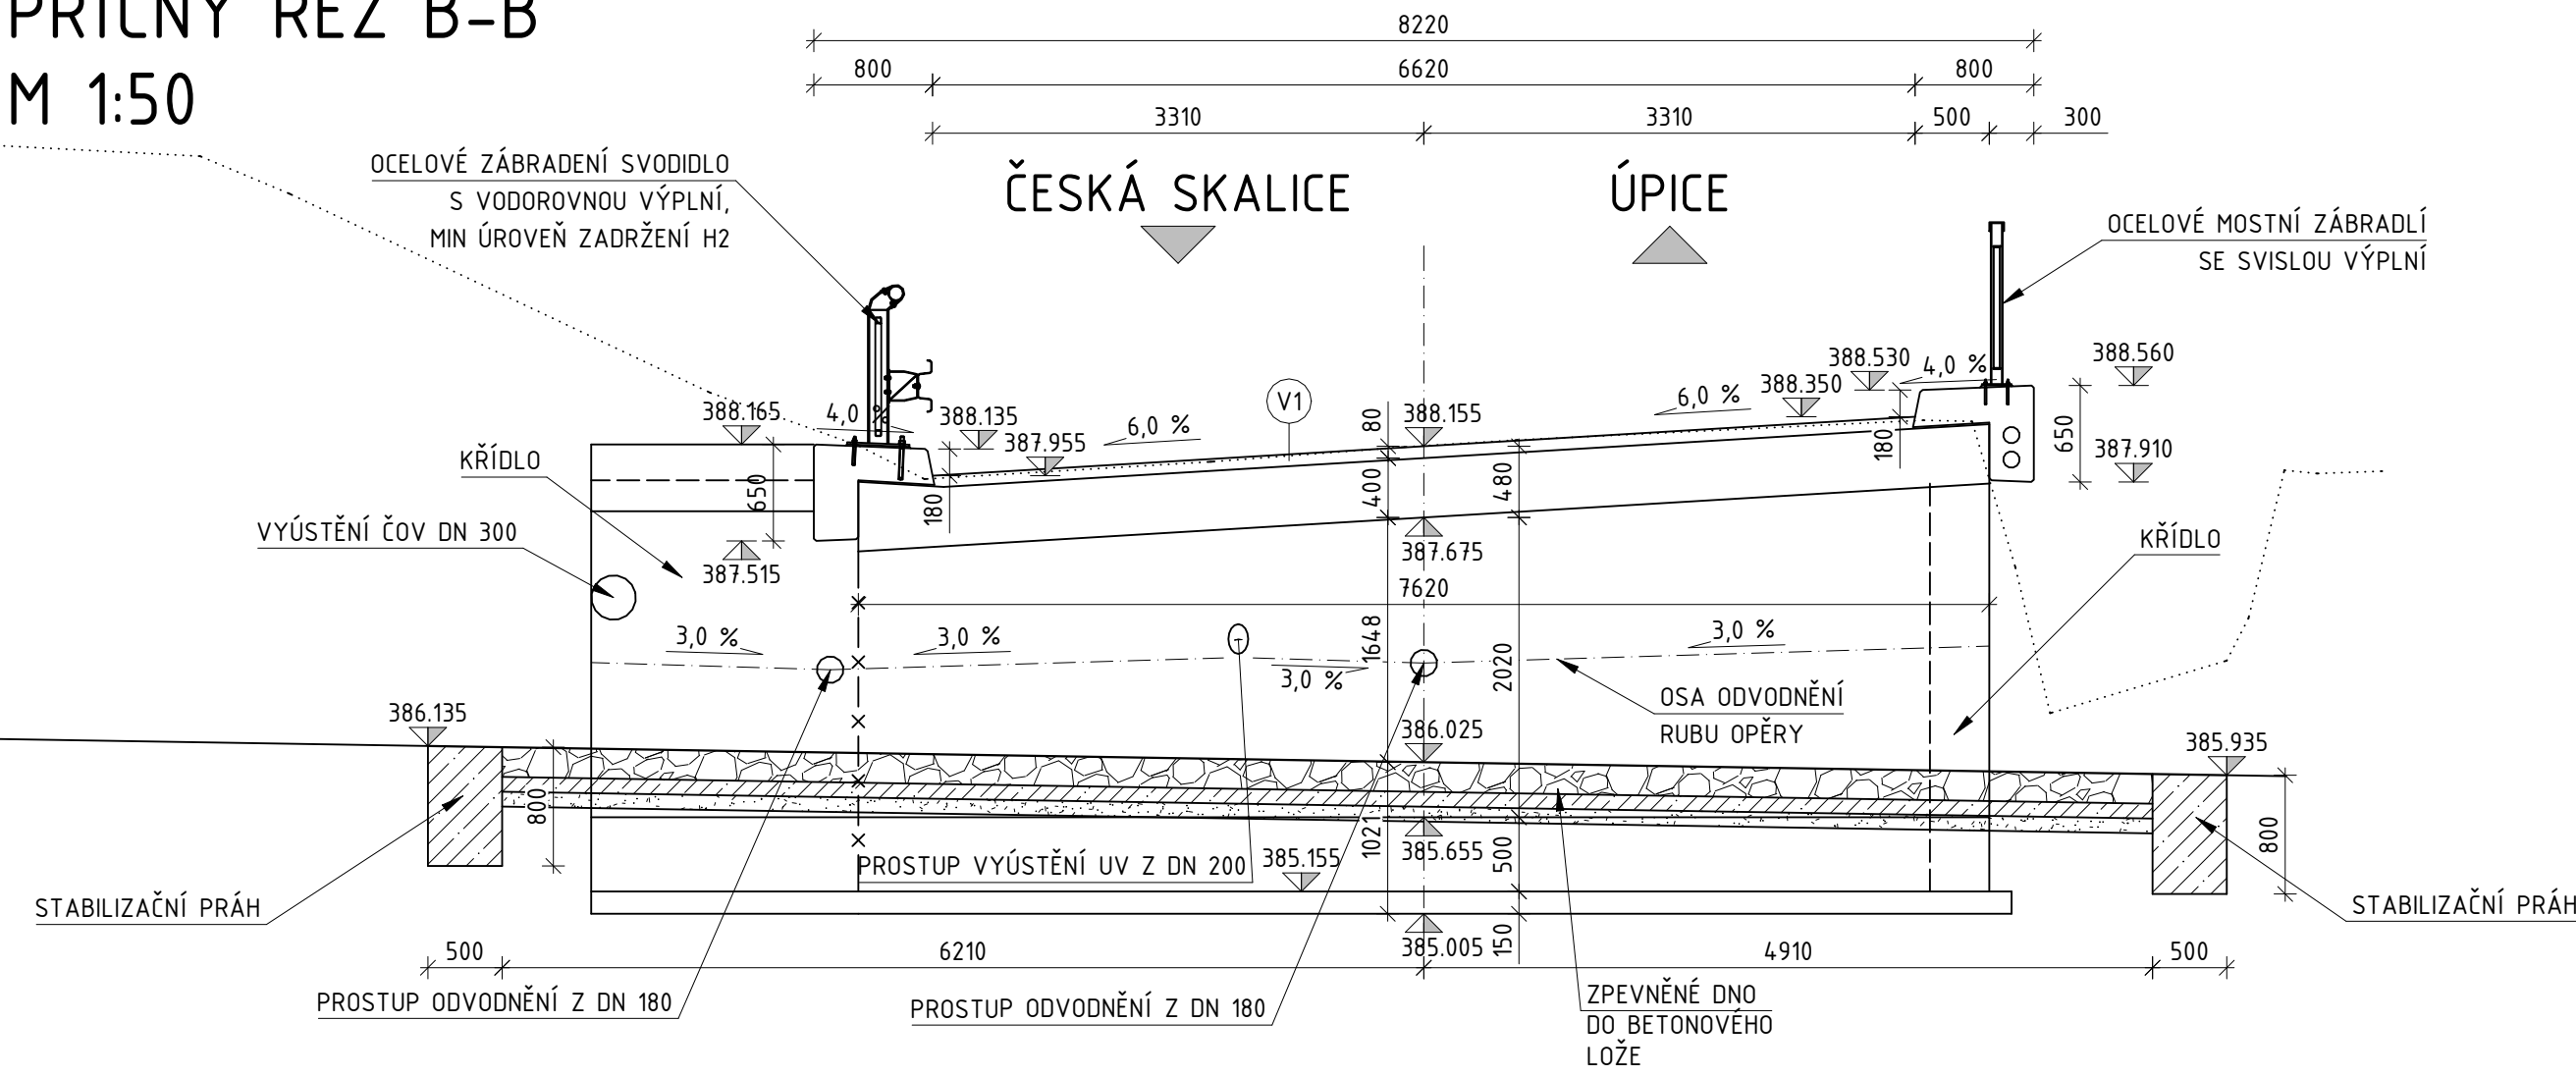 PŘÍČNÝ ŘEZ B-B
M 1:50
8220
800
6620
800
3310
3310
500
300
OCELOVÉ ZÁBRADENÍ SVODIDLO
S VODOROVNOU VÝPLNÍ,
MIN ÚROVEŇ ZADRŽENÍ H2
ČESKÁ SKALICE
ÚPICE
OCELOVÉ MOSTNÍ ZÁBRADLÍ
SE SVISLOU VÝPLNÍ
388.165
4,0 %
388.135
387.955
6,0 %
V1
80
388.155
6,0 %
388.350
388.530
4,0 %
388.560
650
387.910
180
KŘÍDLO
650
180
400
480
VYÚSTĚNÍ ČOV DN 300
387.515
387.675
KŘÍDLO
7620
3,0 %
3,0 %
3,0 %
1648
2020
3,0 %
OSA ODVODNĚNÍ
RUBU OPĚRY
386.135
386.025
385.935
800
1021
385.655
500
800
PROSTUP VYÚSTĚNÍ UV Z DN 200
385.155
STABILIZAČNÍ PRÁH
STABILIZAČNÍ PRÁH
500
6210
385.005
150
4910
500
PROSTUP ODVODNĚNÍ Z DN 180
PROSTUP ODVODNĚNÍ Z DN 180
ZPEVNĚNÉ DNO
DO BETONOVÉHO
LOŽE